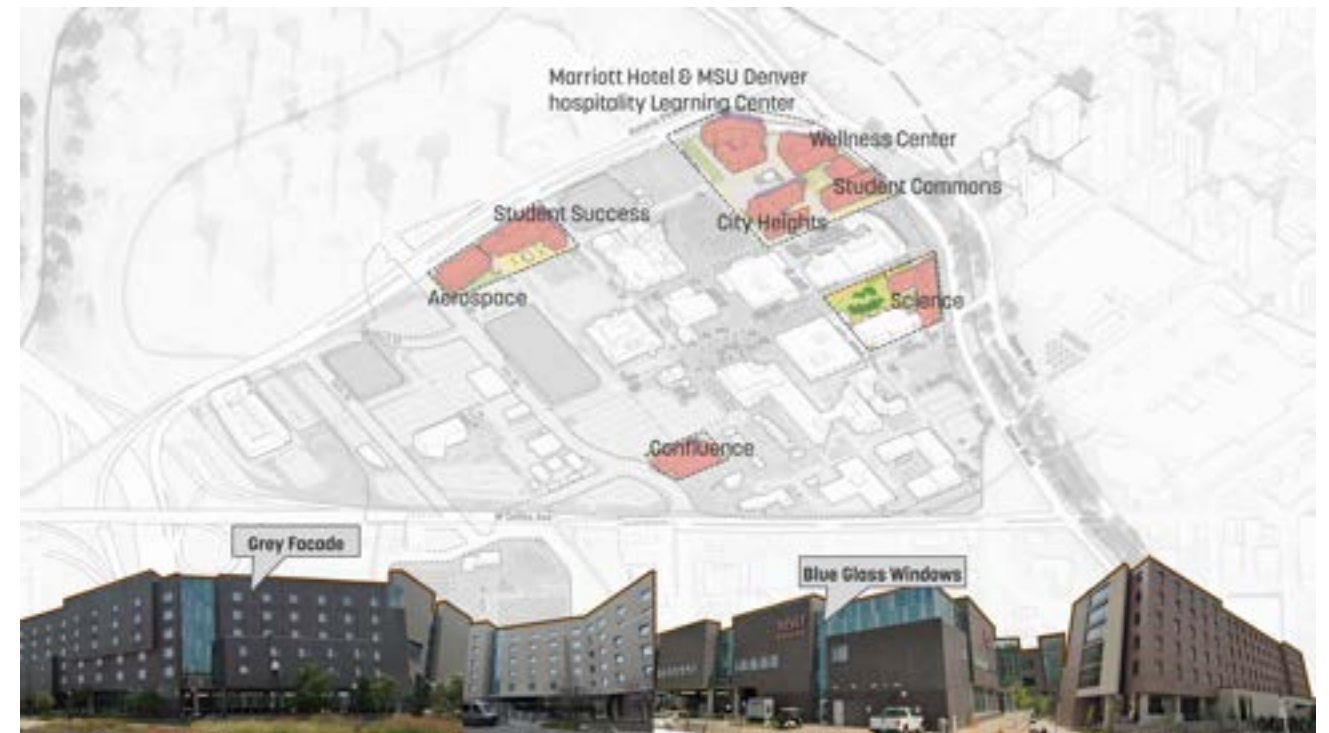 Marriott Hotel & MSU Denver
hospitality Learning Center
Wellness Center
Student Commons
City Heights
Student Success
Aerospace
Science
Confluence
Grey Facade
Blue Glass Windows